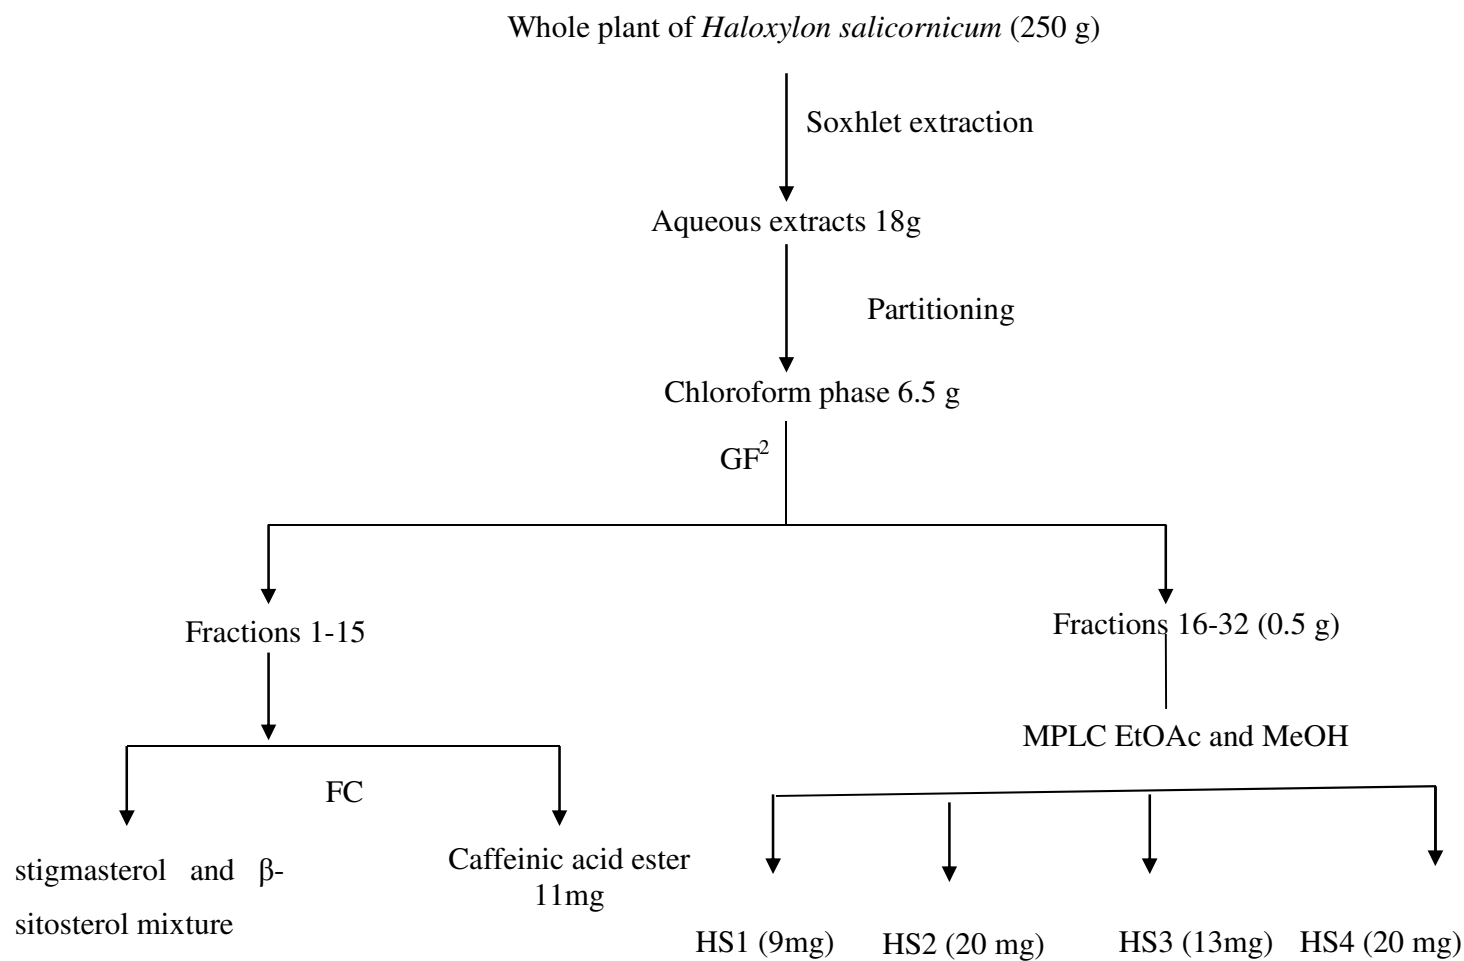 Whole plant of Haloxylon salicornicum (250 g)
Soxhlet extraction
Aqueous extracts 18g
Partitioning
Chloroform phase 6.5 g
GF²
Fractions 1-15
Fractions 16-32 (0.5 g)
MPLC EtOAc and MeOH
FC
stigmasterol and β-
sitosterol mixture
Caffeinic acid ester
11mg
HS1 (9mg)
HS2 (20 mg)
HS3 (13mg)
HS4 (20 mg)